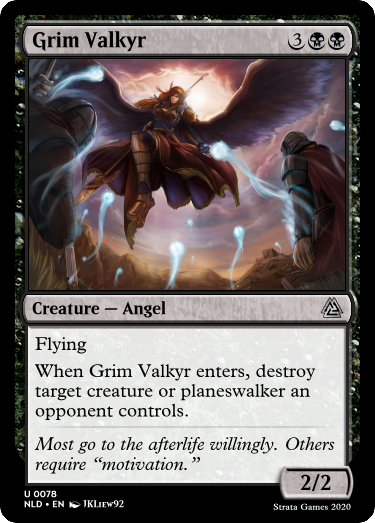 Grim Valkyr 3
Creature — Angel
Flying
When Grim Valkyr enters, destroy
target creature or planeswalker an
opponent controls.
Most go to the afterlife willingly. Others
require “motivation.”
2/2
U 0078
NLD • EN JKLiew92
Strata Games 2020